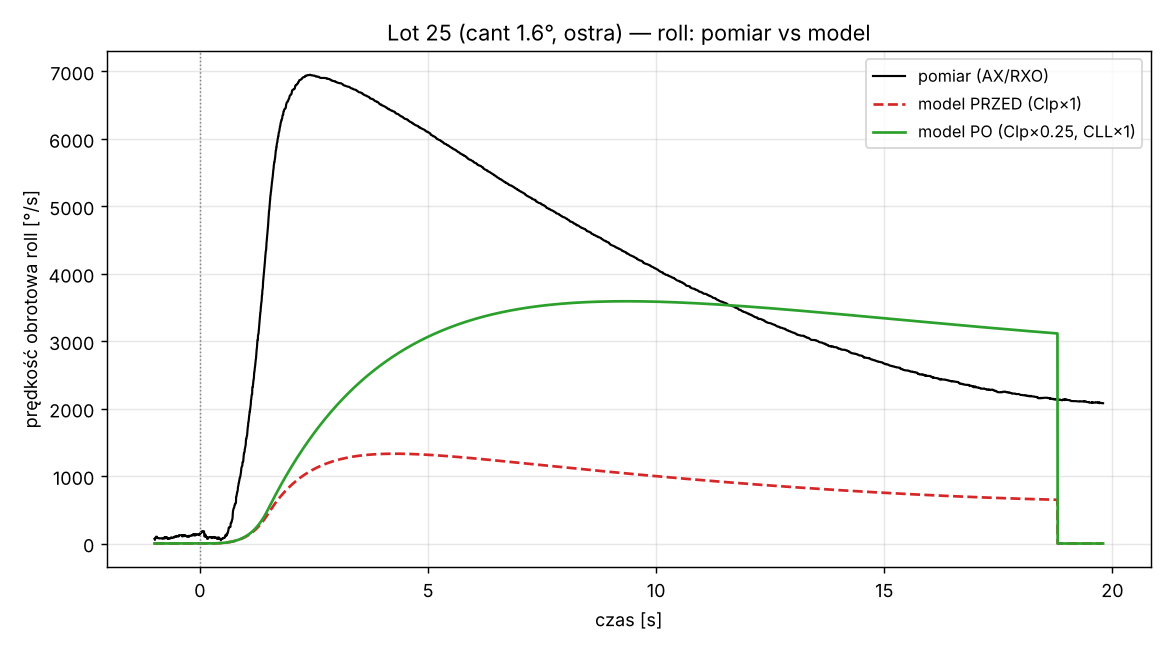 Lot 25 (cant 1.6°, ostra) — roll: pomiar vs model
pomiar (AX/RXO)
model PRZED (Clp×1)
model PO (Clp×0.25, CLL×1)
prędkość obrotowa roll [°/s]
7000
6000
5000
4000
3000
2000
1000
0
0
5
10
15
20
czas [s]